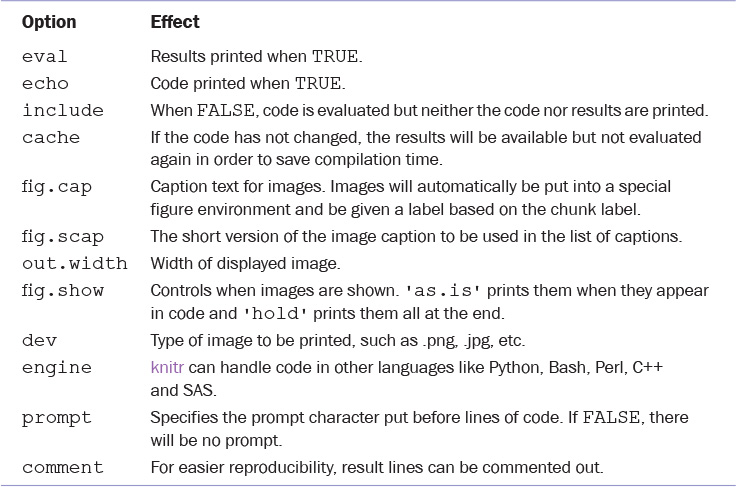 Option Effect
eval Results printed when TRUE.
echo Code printed when TRUE.
include When FALSE, code is evaluated but neither the code nor results are printed.
cache If the code has not changed, the results will be available but not evaluated
again in order to save compilation time.
fig.cap Caption text for images. Images will automatically be put into a special
figure environment and be given a label based on the chunk label.
fig.scap The short version of the image caption to be used in the list of captions.
out.width Width of displayed image.
fig.show Controls when images are shown. 'as.is' prints them when they appear
in code and 'hold' prints them all at the end.
dev Type of image to be printed, such as .png, .jpg, etc.
engine knitr can handle code in other languages like Python, Bash, Perl, C++
and SAS.
prompt Specifies the prompt character put before lines of code. If FALSE, there
will be no prompt.
comment For easier reproducibility, result lines can be commented out.